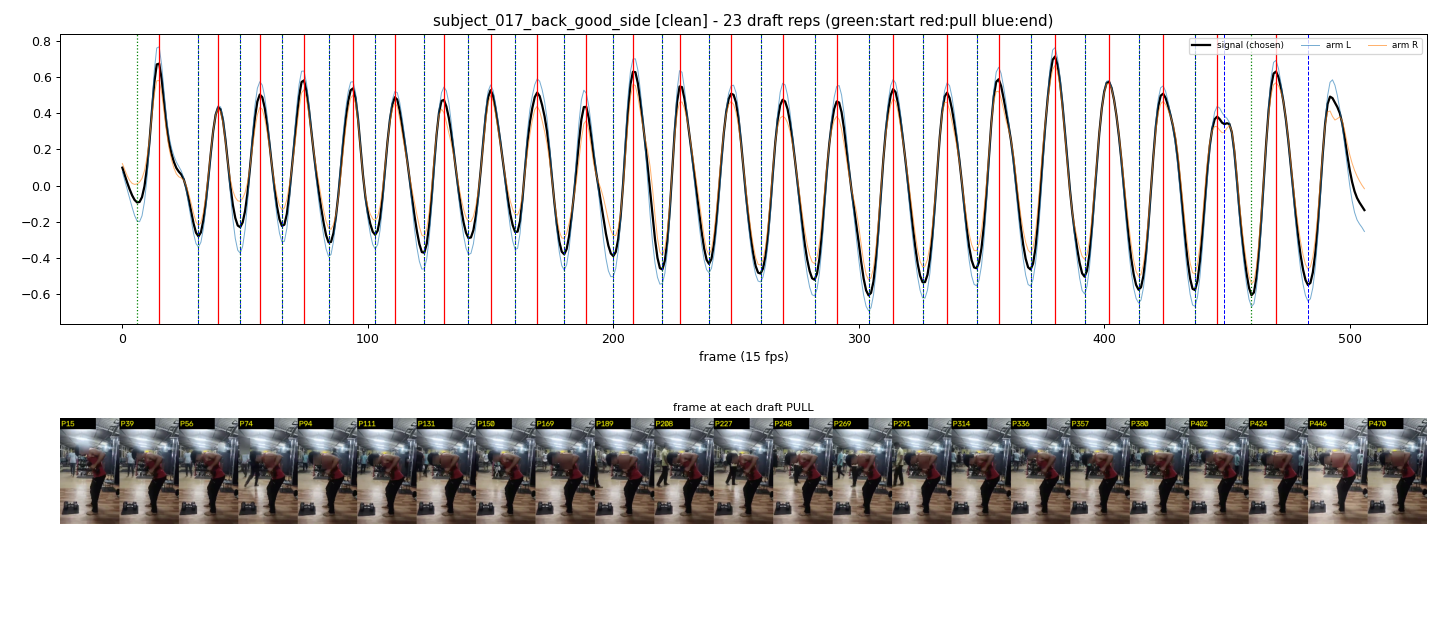 subject_017_back_good_side [clean] - 23 draft reps (green:start red:pull blue:end)
signal (chosen) arm L arm R
0.8
0.6
0.4
0.2
0.0
−0.2
−0.4
−0.6
0 100 200 300 400 500
frame (15 fps)
frame at each draft PULL
P15 P39 P56 P74 P94 P111 P131 P150 P169 P189 P208 P227 P248 P269 P291 P314 P336 P357 P380 P402 P424 P446 P470